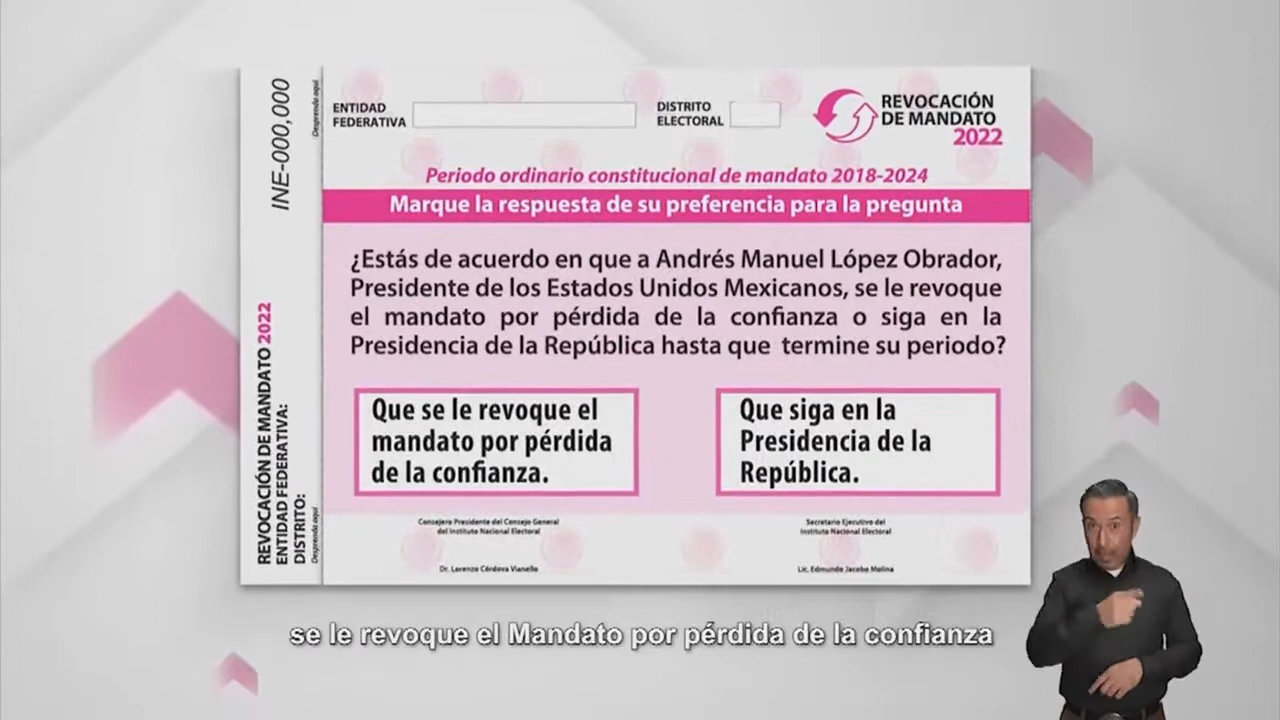 INE-000,000
Desprenda aquí
REVOCACIÓN DE MANDATO 2022
ENTIDAD FEDERATIVA:
DISTRITO:
Desprenda aquí
ENTIDAD
FEDERATIVA
DISTRITO
ELECTORAL
REVOCACIÓN
DE MANDATO
2022
Periodo ordinario constitucional de mandato 2018-2024
Marque la respuesta de su preferencia para la pregunta
¿Estás de acuerdo en que a Andrés Manuel López Obrador,
Presidente de los Estados Unidos Mexicanos, se le revoque
el mandato por pérdida de la confianza o siga en la
Presidencia de la República hasta que termine su periodo?
Que se le revoque el
mandato por pérdida
de la confianza.
Que siga en la
Presidencia de la
República.
Consejero Presidente del Consejo General
del Instituto Nacional Electoral
Dr. Lorenzo Córdova Vianello
Secretario Ejecutivo del
Instituto Nacional Electoral
Lic. Edmundo Jacobo Molina
se le revoque el Mandato por pérdida de la confianza